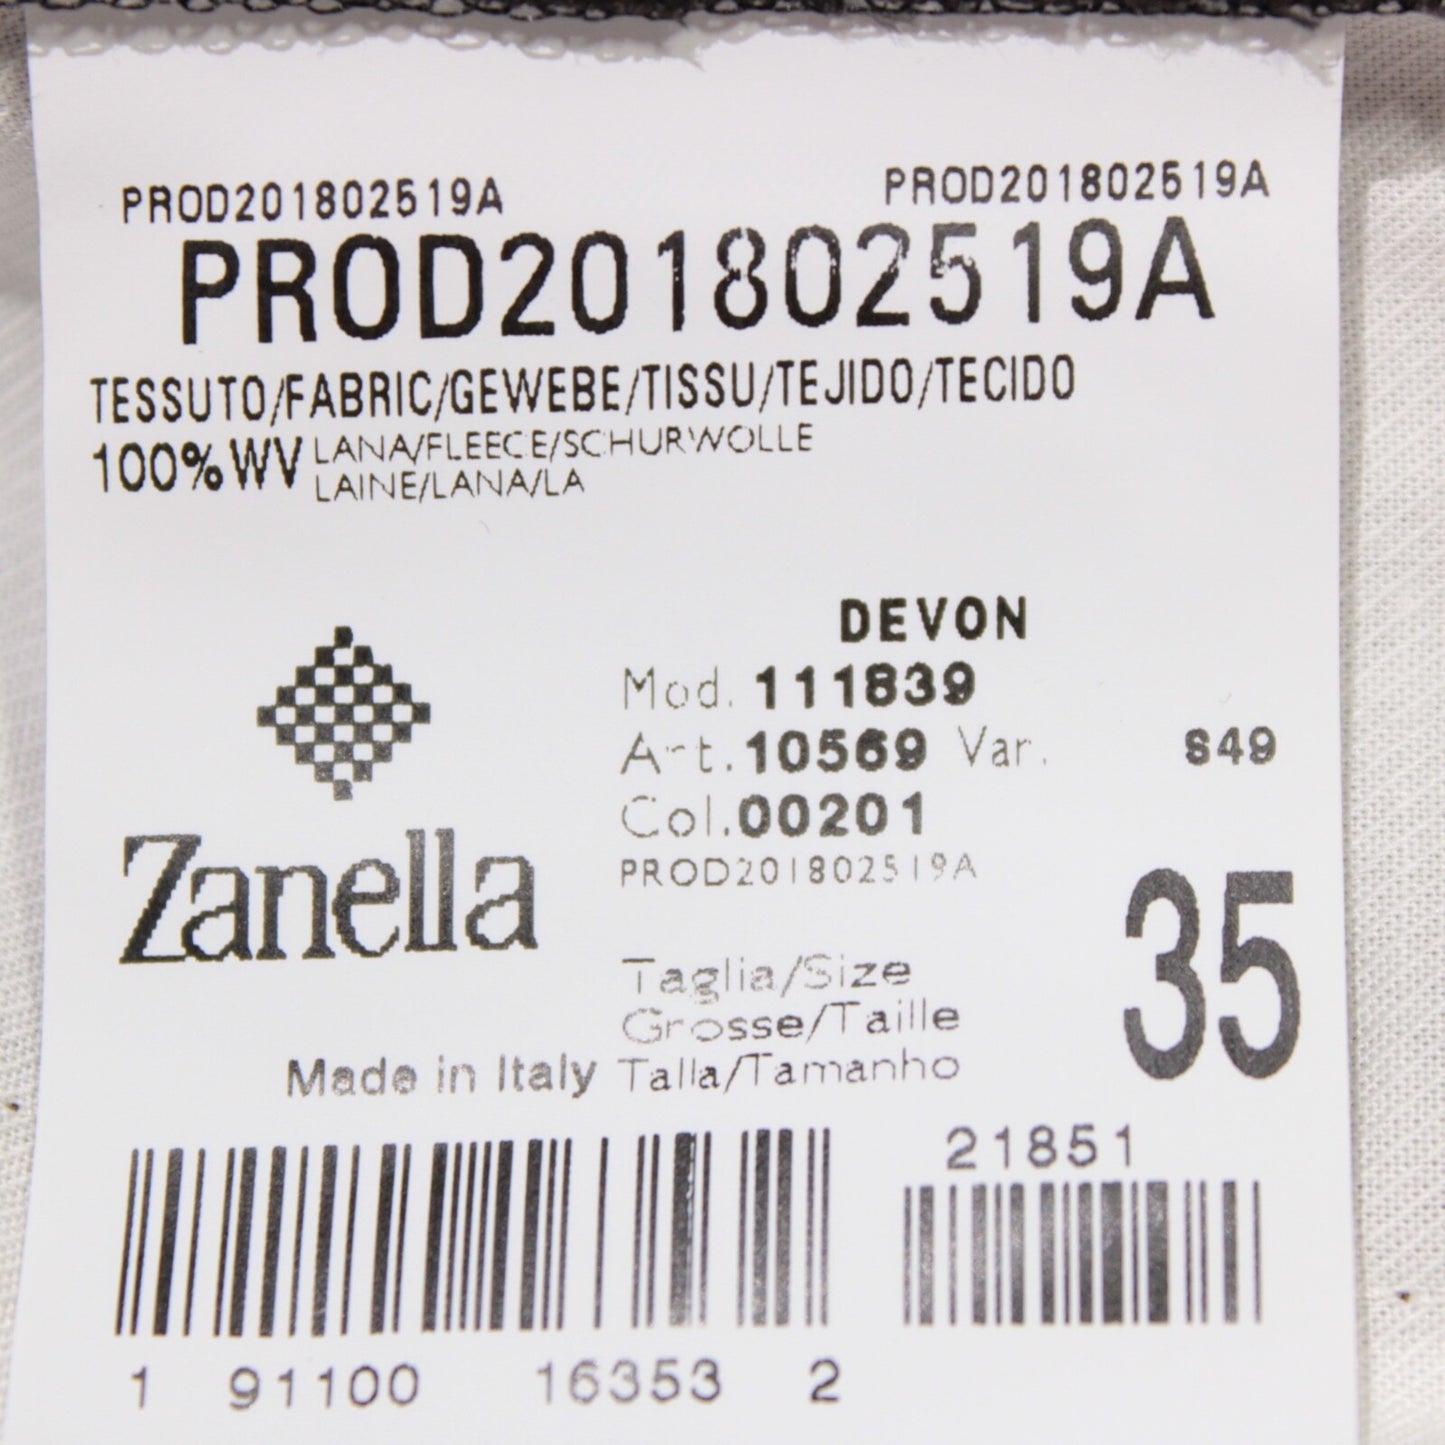 PROD201802519A PROD201802519A
PROD201802519A
TESSUTO/FABRIC/GEWEBE/TISSU/TEJIDO/TECIDO
100% WV LANA/FLEECE/SCHURWOLLE
LAINE/LANA/LA
DEVON
Mod. 111839
Art. 10569 Var. S49
Col. 00201
PROD201802519A
Zanella
35
Taglia/Size
Grosse/Taille
Made in Italy Talla/Tamanho
21851
1 91100 16353 2